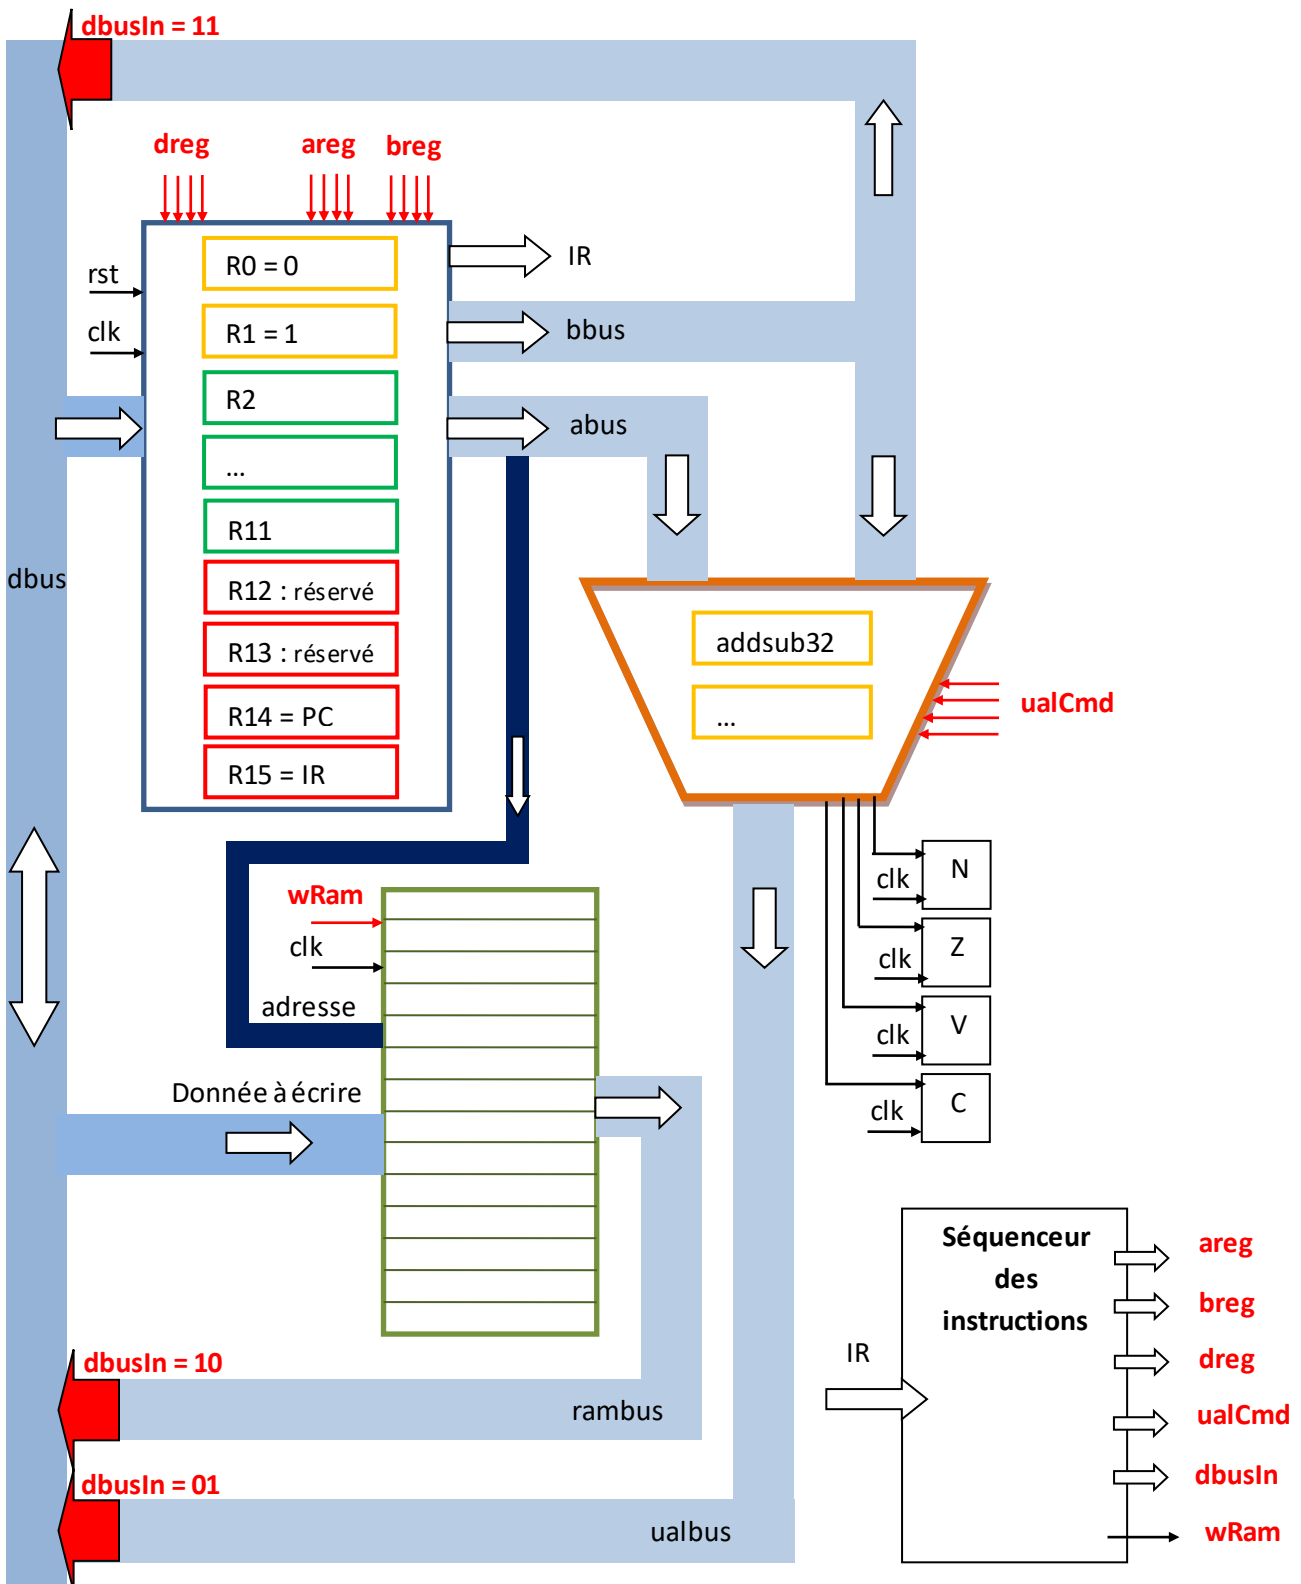 dbusIn = 11
dreg
areg
breg
R0 = 0
IR
rst
R1 = 1
bbus
clk
R2
abus
...
R11
dbus
R12 : réservé
R13 : réservé
addsub32
R14 = PC
...
ualCmd
R15 = IR
wRam
clk
adresse
N
clk
Z
clk
V
clk
C
clk
Donnée à écrire
Séquenceur
des
instructions
IR
areg
breg
dreg
ualCmd
dbusIn
wRam
dbusIn = 10
rambus
dbusIn = 01
ualbus